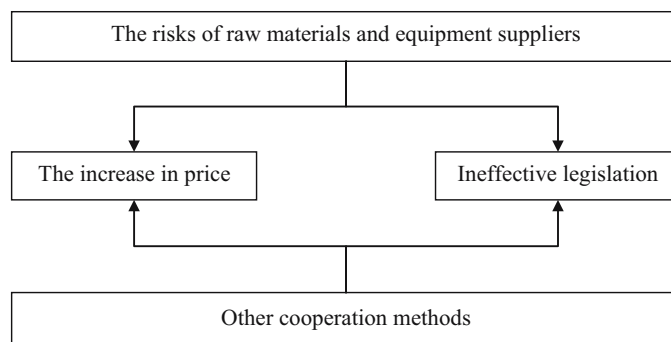 The risks of raw materials and equipment suppliers
The increase in price
Ineffective legislation
Other cooperation methods